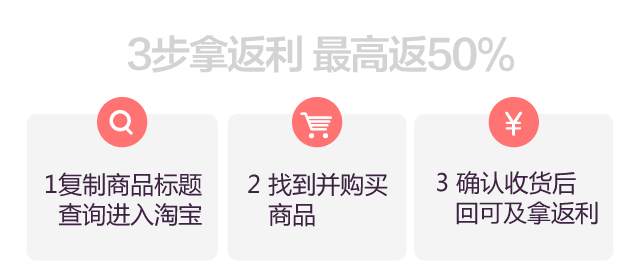 3步拿返利 最高返50%
1复制商品标题
查询进入淘宝
2 找到并购买
商品
3 确认收货后
回可及拿返利